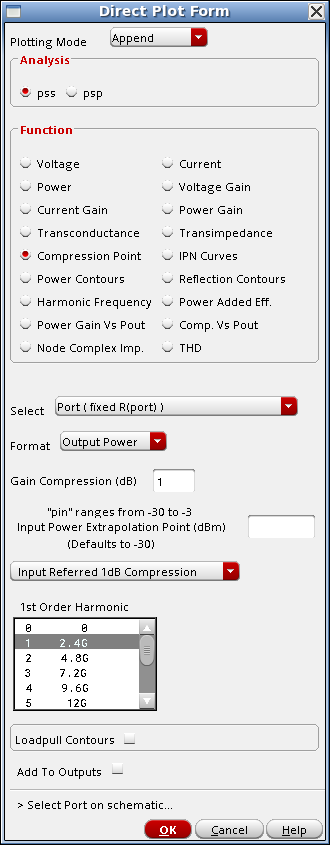 Direct Plot Form
Plotting Mode Append
Analysis
pss psp
Function
Voltage Current
Power Voltage Gain
Current Gain Power Gain
Transconductance Transimpedance
Compression Point IPN Curves
Power Contours Reflection Contours
Harmonic Frequency Power Added Eff.
Power Gain Vs Pout Comp. Vs Pout
Node Complex Imp. THD
Select Port ( fixed R(port) )
Format Output Power
Gain Compression (dB) 1
"pin" ranges from -30 to -3
Input Power Extrapolation Point (dBm)
(Defaults to -30)
Input Referred 1dB Compression
1st Order Harmonic
0 0
1 2.4G
2 4.8G
3 7.2G
4 9.6G
5 12G
Loadpull Contours
Add To Outputs
> Select Port on schematic...
OK Cancel Help